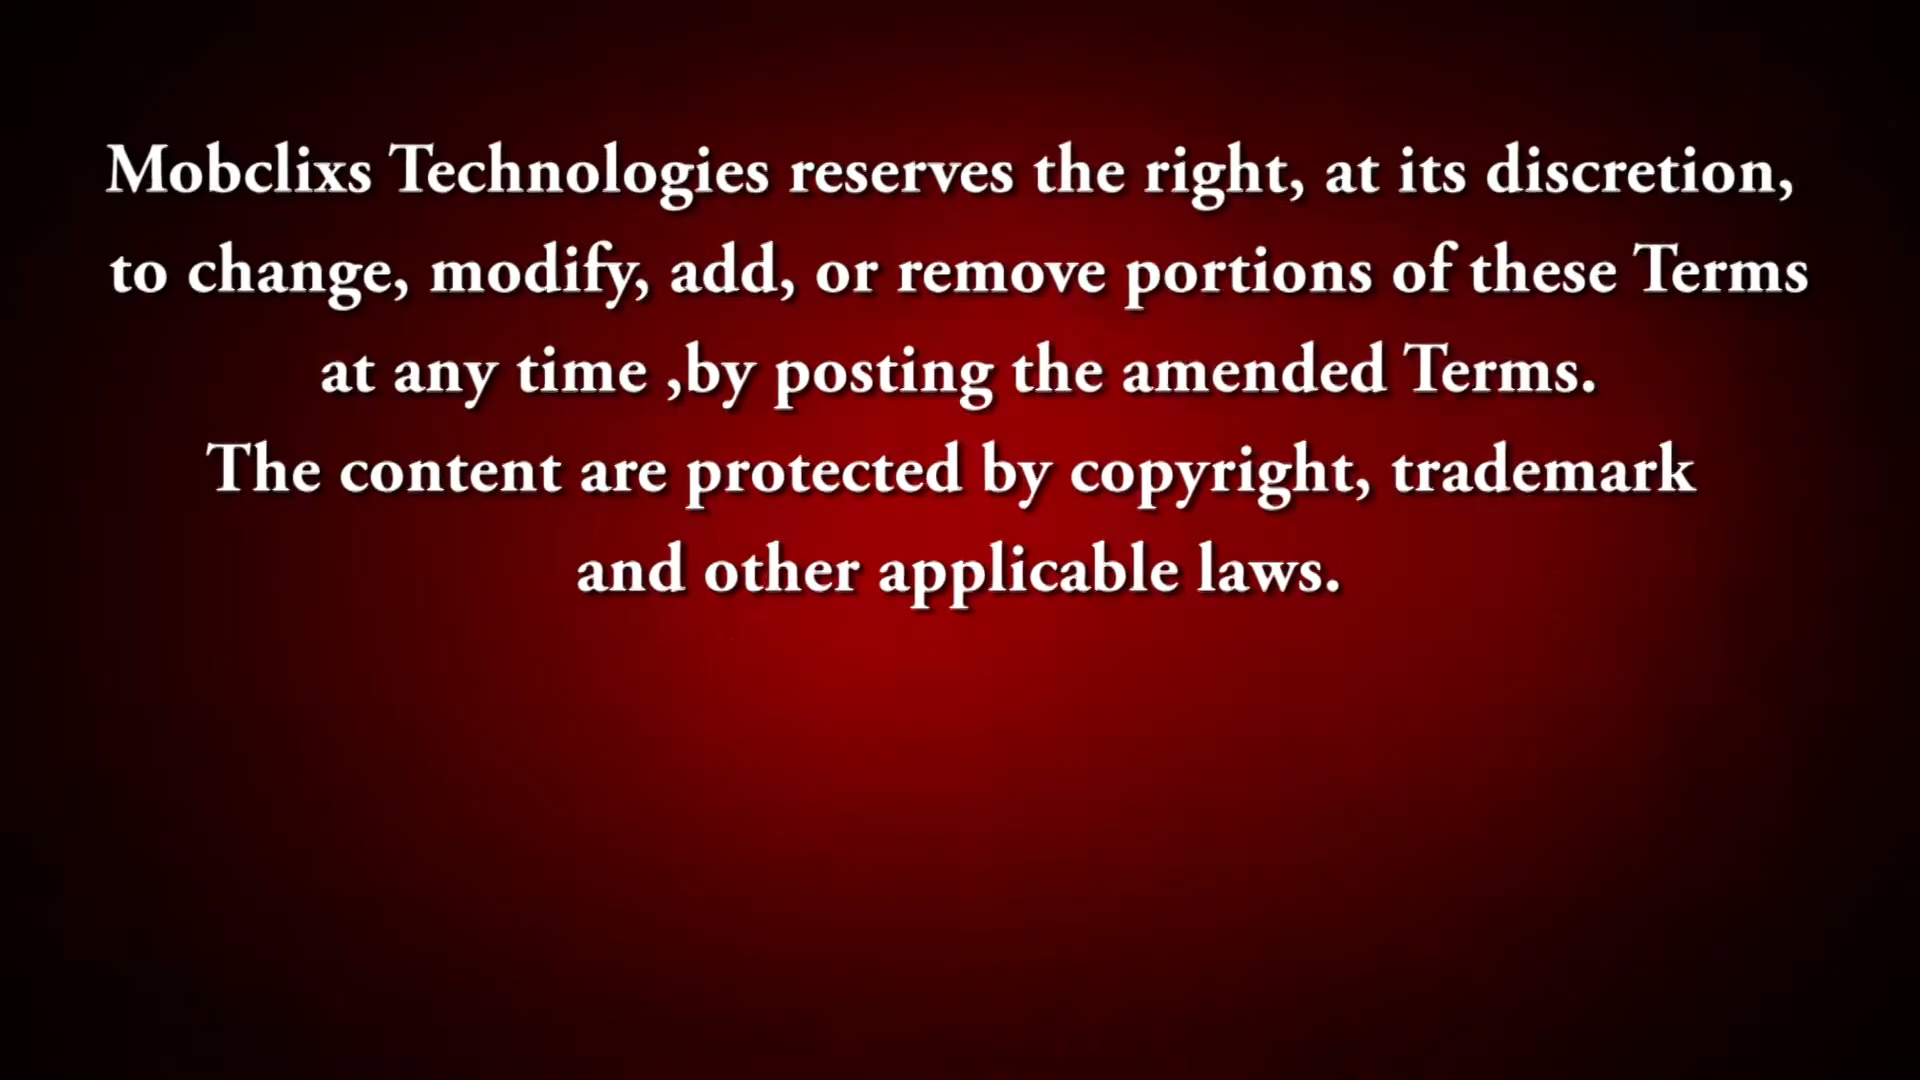 Mobclixs Technologies reserves the right, at its discretion,
to change, modify, add, or remove portions of these Terms
at any time ,by posting the amended Terms.
The content are protected by copyright, trademark
and other applicable laws.